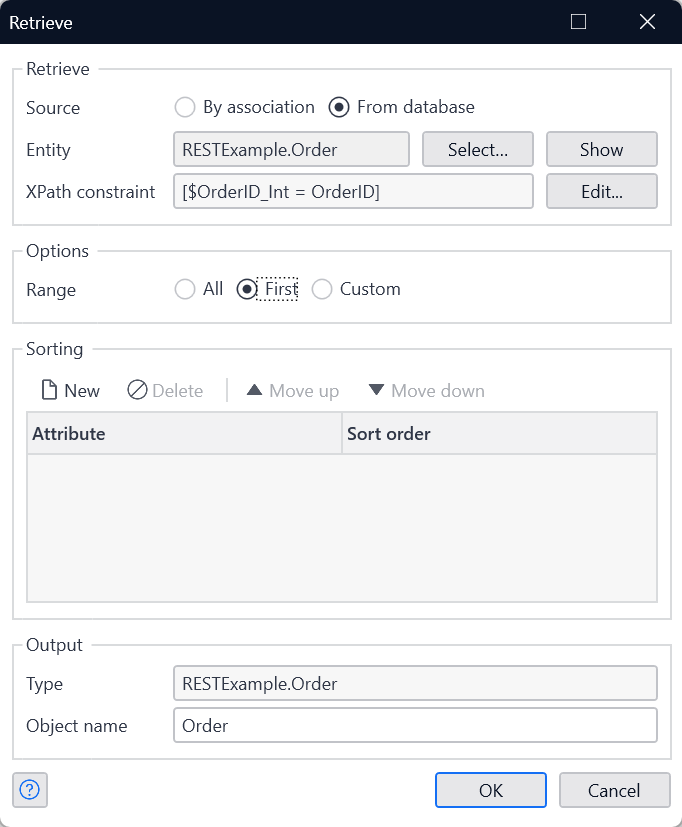 Retrieve
Retrieve
Source By association From database
Entity RESTExample.Order Select... Show
XPath constraint [$OrderID_Int = OrderID] Edit...
Options
Range All First Custom
Sorting
New Delete Move up Move down
Attribute Sort order
Output
Type RESTExample.Order
Object name Order
? OK Cancel